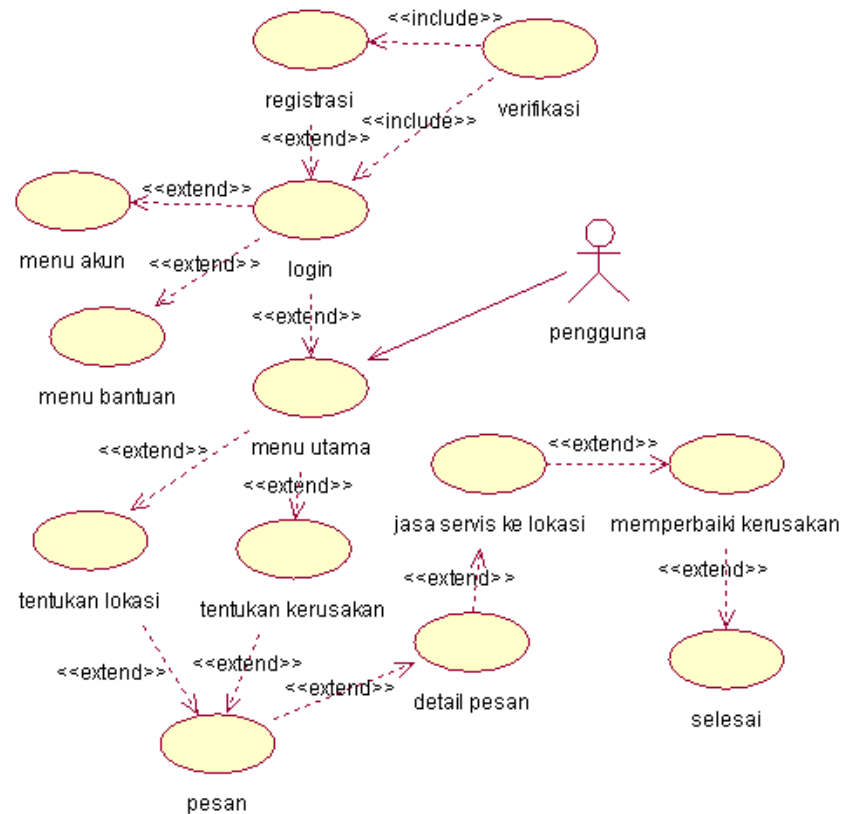 <<include>>
registrasi
verifikasi
<<include>>
<<extend>>
<<extend>>
menu akun
<<extend>>
login
<<extend>>
pengguna
menu bantuan
menu utama
<<extend>>
<<extend>>
<<extend>>
jasa servis ke lokasi
memperbaiki kerusakan
<<extend>>
<<extend>>
tentukan lokasi
tentukan kerusakan
<<extend>>
<<extend>>
<<extend>>
detail pesan
selesai
pesan